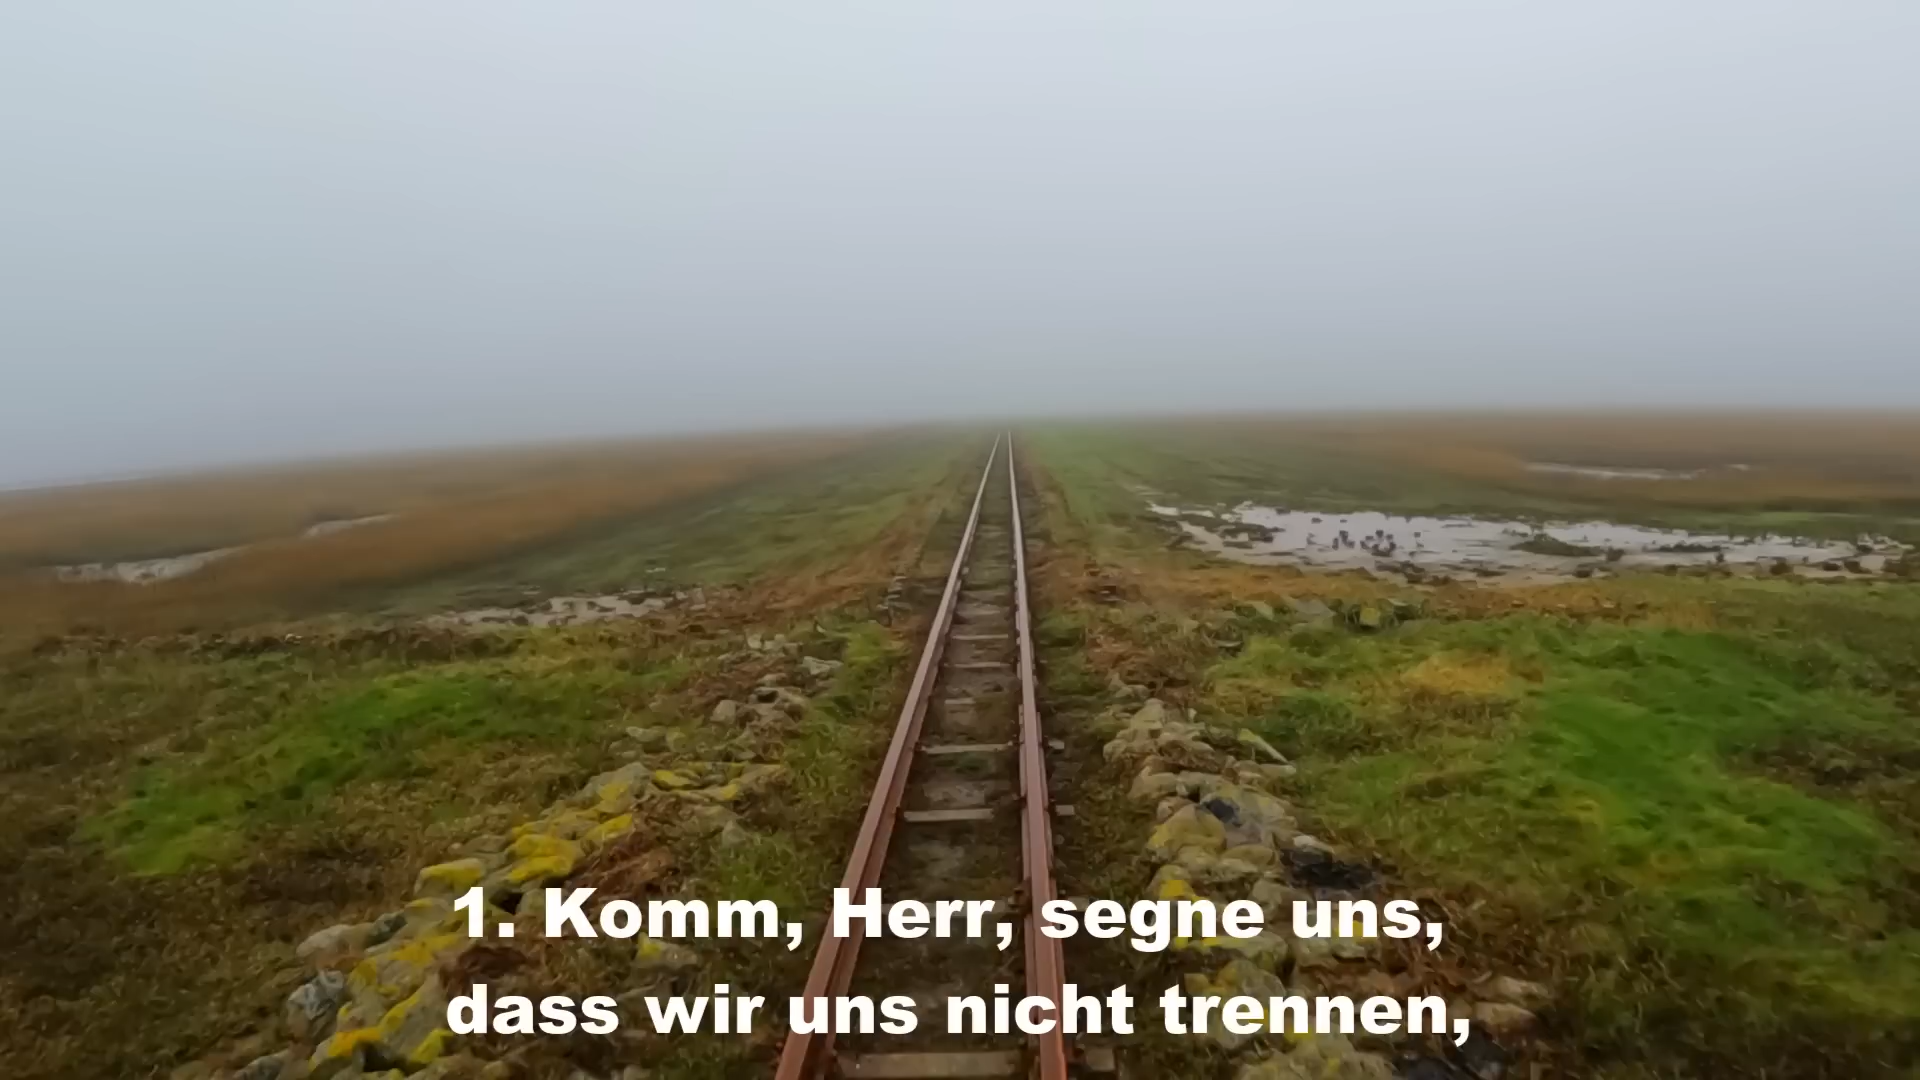 1. Komm, Herr, segne uns,
dass wir uns nicht trennen,